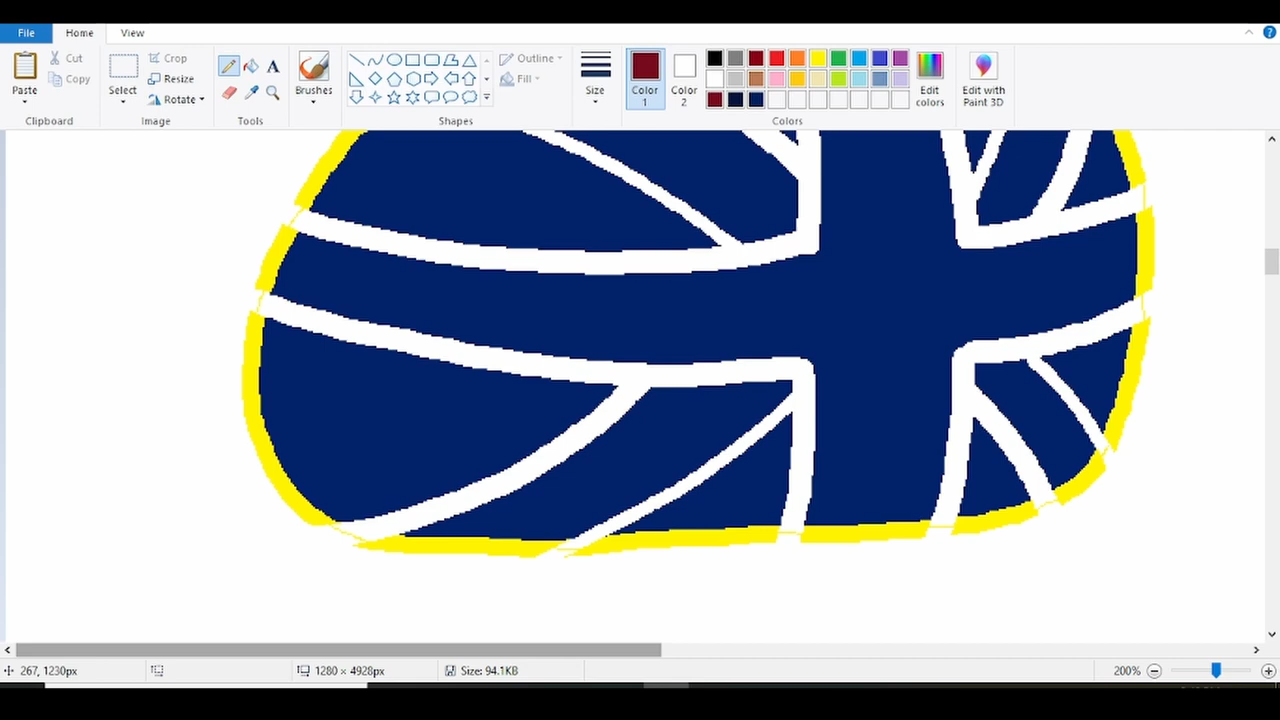 File Home View
Paste Cut Copy
Clipboard
Select Crop Resize Rotate
Image
A
Tools
Brushes
Shapes
Outline Fill
Size
Color 1
Color 2
Colors
Edit colors
Edit with Paint 3D
267, 1230px
1280 × 4928px
Size: 94.1KB
200%